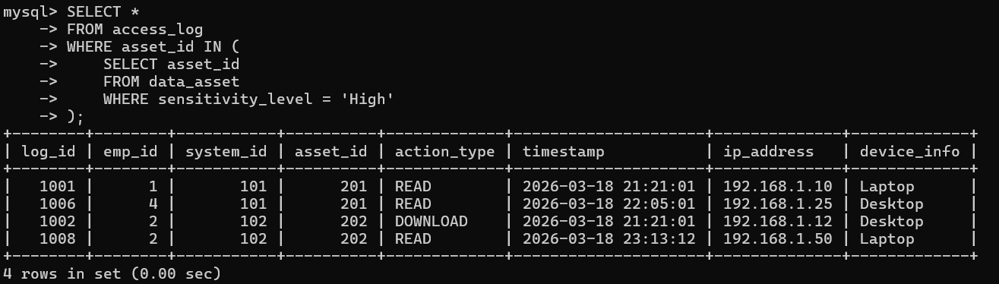 mysql> SELECT *
    -> FROM access_log
    -> WHERE asset_id IN (
    ->     SELECT asset_id
    ->     FROM data_asset
    ->     WHERE sensitivity_level = 'High'
    -> );
+--------+--------+-----------+----------+-------------+---------------------+--------------+-------------+
| log_id | emp_id | system_id | asset_id | action_type | timestamp           | ip_address   | device_info |
+--------+--------+-----------+----------+-------------+---------------------+--------------+-------------+
|   1001 |      1 |       101 |      201 | READ        | 2026-03-18 21:21:01 | 192.168.1.10 | Laptop      |
|   1006 |      4 |       101 |      201 | READ        | 2026-03-18 22:05:01 | 192.168.1.25 | Desktop     |
|   1002 |      2 |       102 |      202 | DOWNLOAD    | 2026-03-18 21:21:01 | 192.168.1.12 | Desktop     |
|   1008 |      2 |       102 |      202 | READ        | 2026-03-18 23:13:12 | 192.168.1.50 | Laptop      |
+--------+--------+-----------+----------+-------------+---------------------+--------------+-------------+
4 rows in set (0.00 sec)